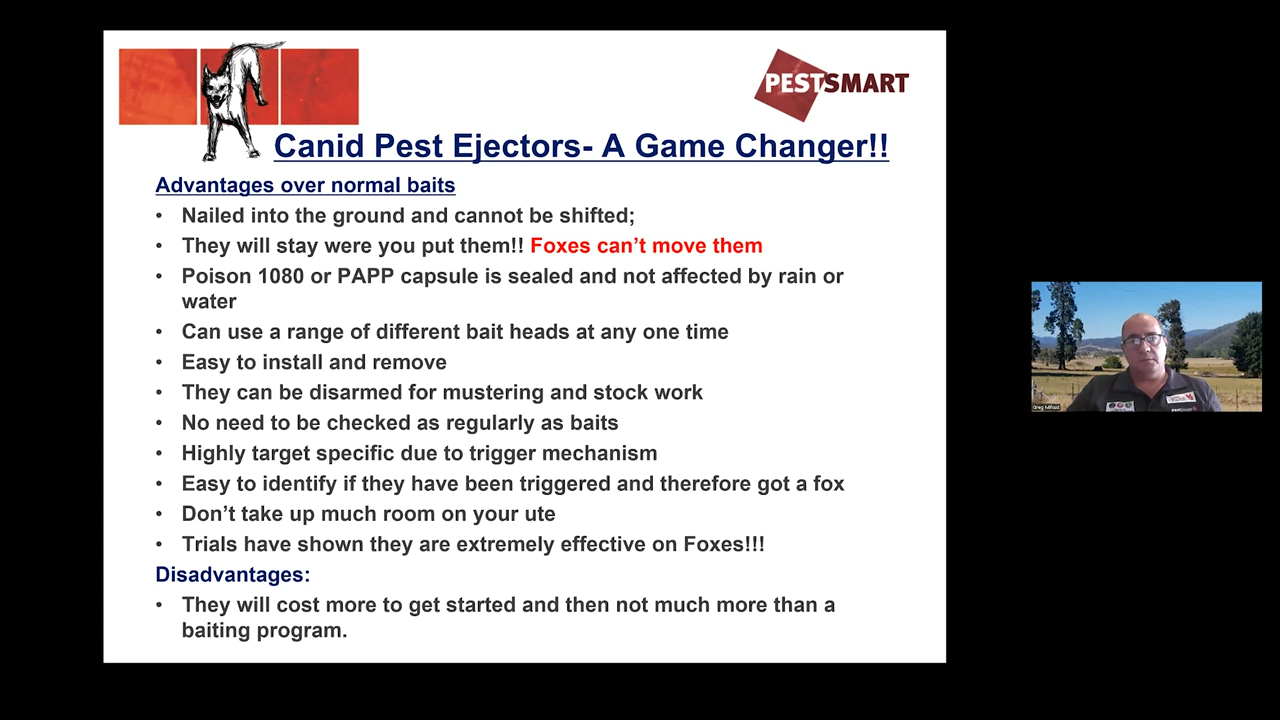 PESTSMART
Canid Pest Ejectors- A Game Changer!!
Advantages over normal baits
• Nailed into the ground and cannot be shifted;
• They will stay were you put them!! Foxes can't move them
• Poison 1080 or PAPP capsule is sealed and not affected by rain or
water
• Can use a range of different bait heads at any one time
• Easy to install and remove
• They can be disarmed for mustering and stock work
• No need to be checked as regularly as baits
• Highly target specific due to trigger mechanism
• Easy to identify if they have been triggered and therefore got a fox
• Don't take up much room on your ute
• Trials have shown they are extremely effective on Foxes!!!
Disadvantages:
• They will cost more to get started and then not much more than a
baiting program.
Greg Mifsud